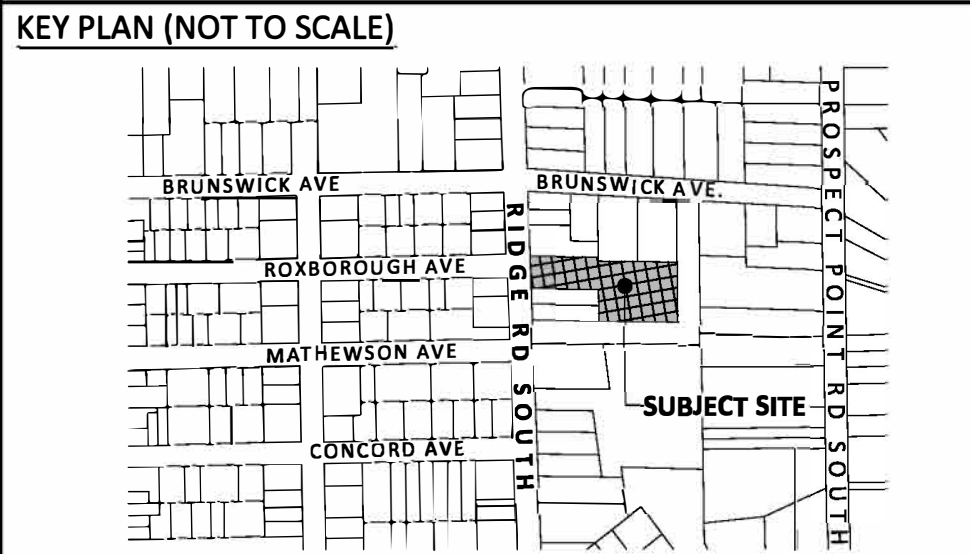 KEY PLAN (NOT TO SCALE)
BRUNSWICK AVE
BRUNSWICK AVE.
ROXBOROUGH AVE
MATHEWSON AVE
CONCORD AVE
RIDGE RD SOUTH
SUBJECT SITE
PROSPECT POINT RD SOUTH